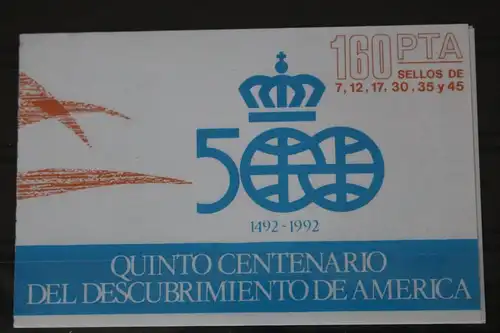 160 PTA
SELLOS DE
7, 12, 17, 30, 35 y 45
500
1492-1992
QUINTO CENTENARIO
DEL DESCUBRIMIENTO DE AMERICA